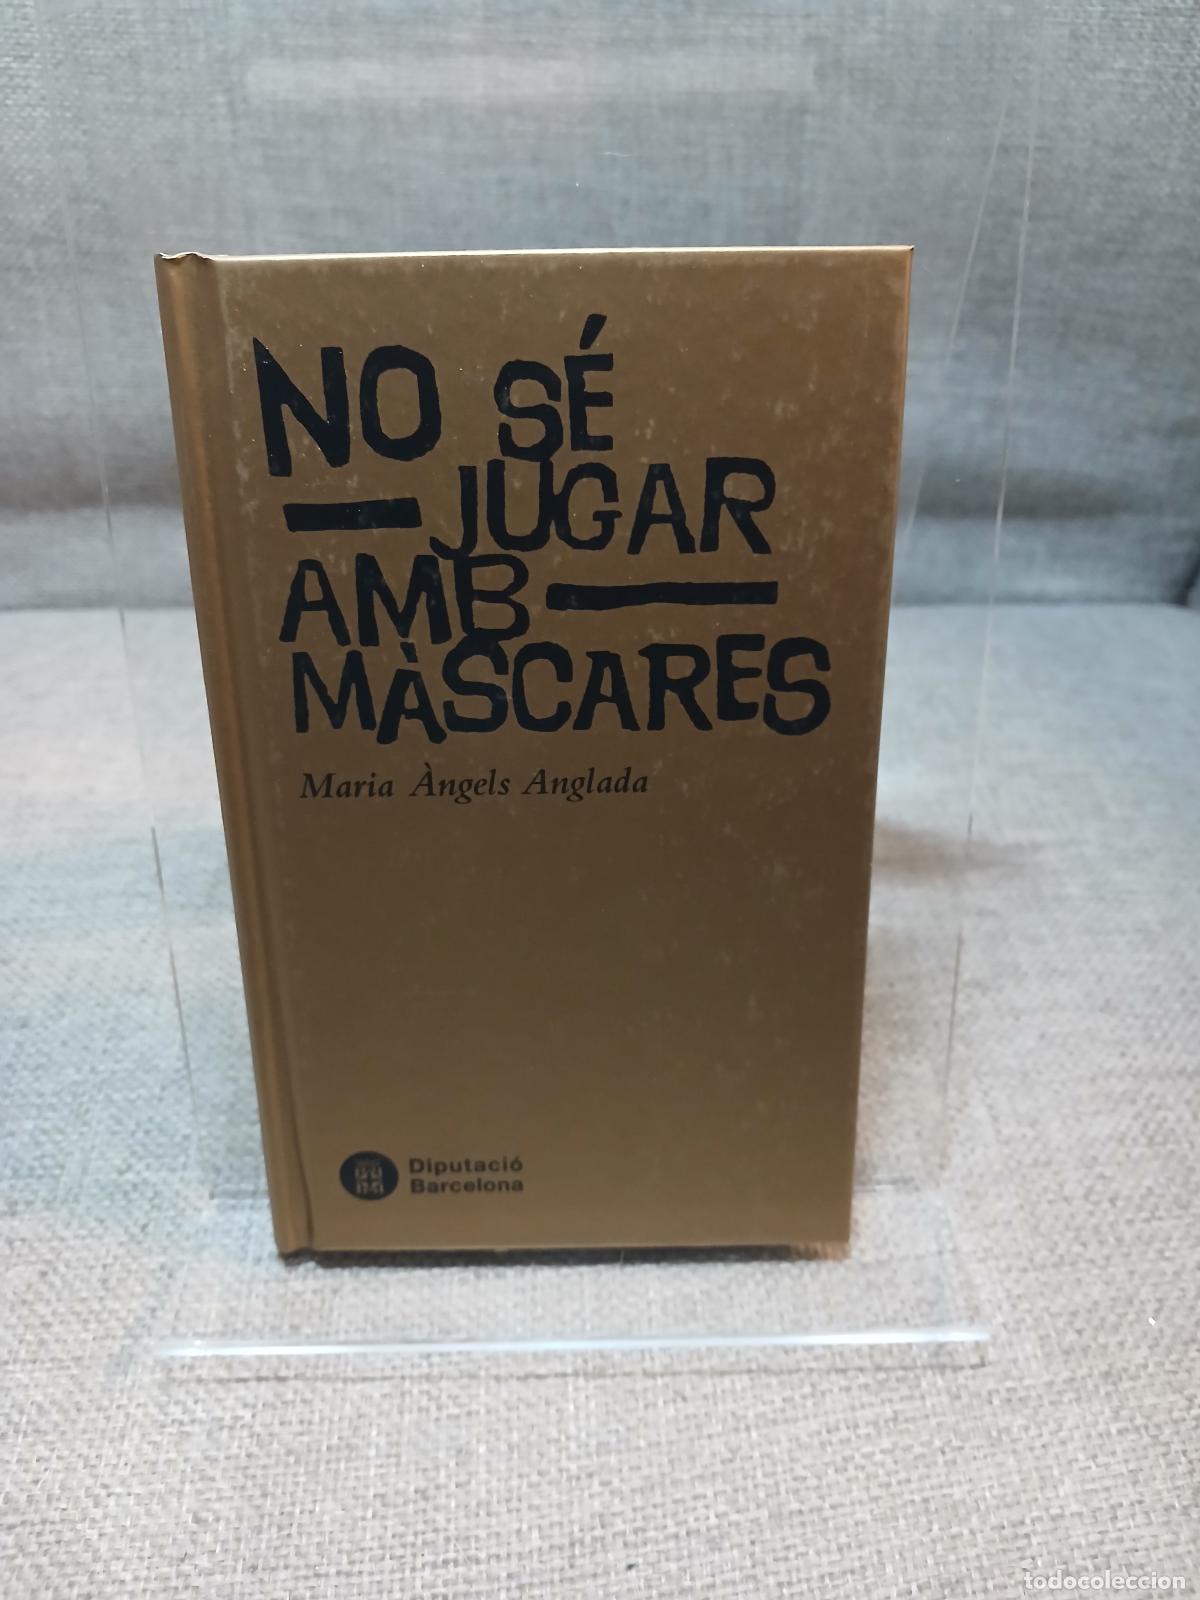 NO SÉ
JUGAR
AMB
MÀSCARES
Maria Àngels Anglada
Diputació
Barcelona
todocoleccion